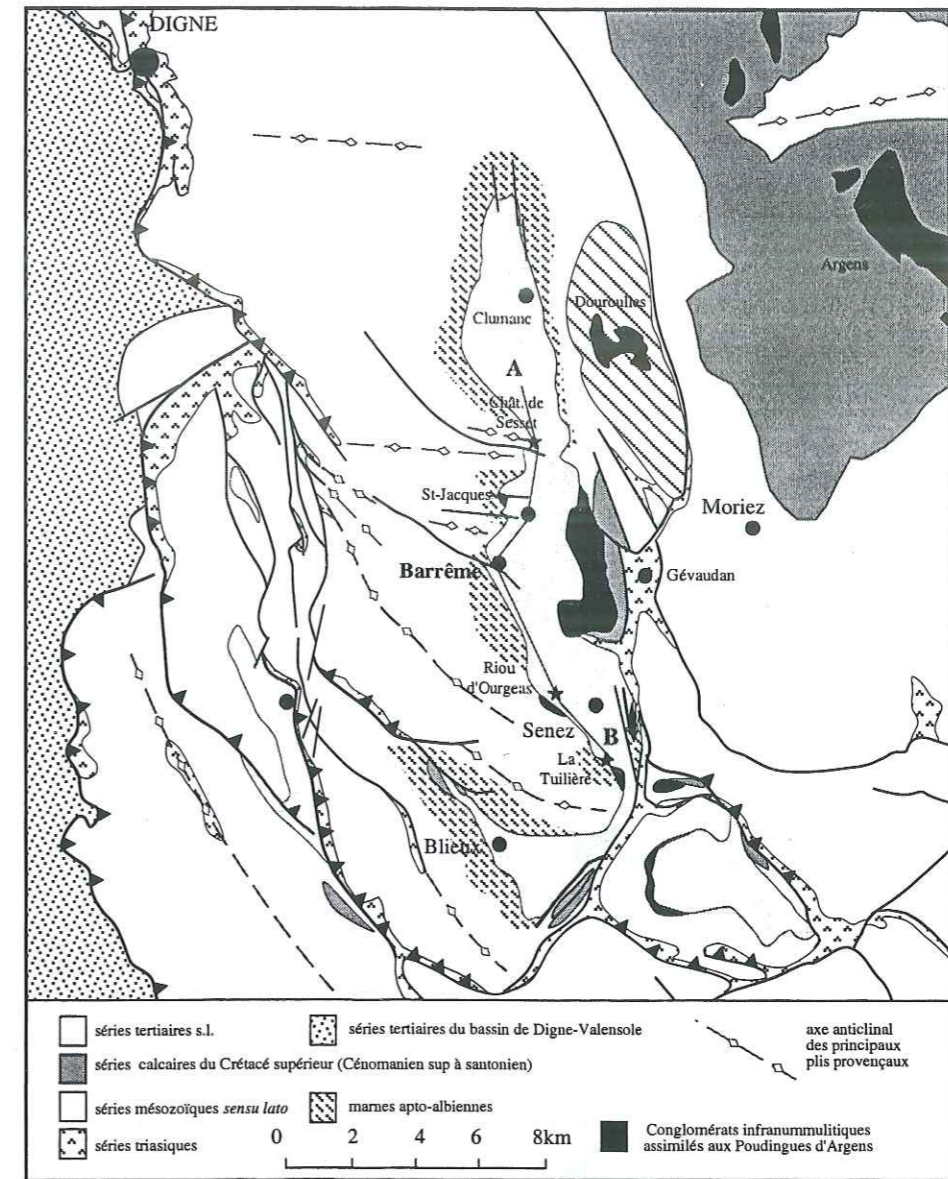 DIGNE
Argens
Clumanc
Douroulles
A
Chât. de
Sesset
St-Jacques
Moriez
Barrême
Gévaudan
Riou
d'Ourgeas
Senez
B
La
Tuilière
Blieux
séries tertiaires s.l.
séries tertiaires du bassin de Digne-Valensole
axe anticlinal
des principaux
plis provençaux
séries calcaires du Crétacé supérieur (Cénomanien sup à santonien)
séries mésozoïques sensu lato
marnes apto-albiennes
séries triasiques
0 2 4 6 8km
Conglomérats infranummulitiques
assimilés aux Poudingues d'Argens